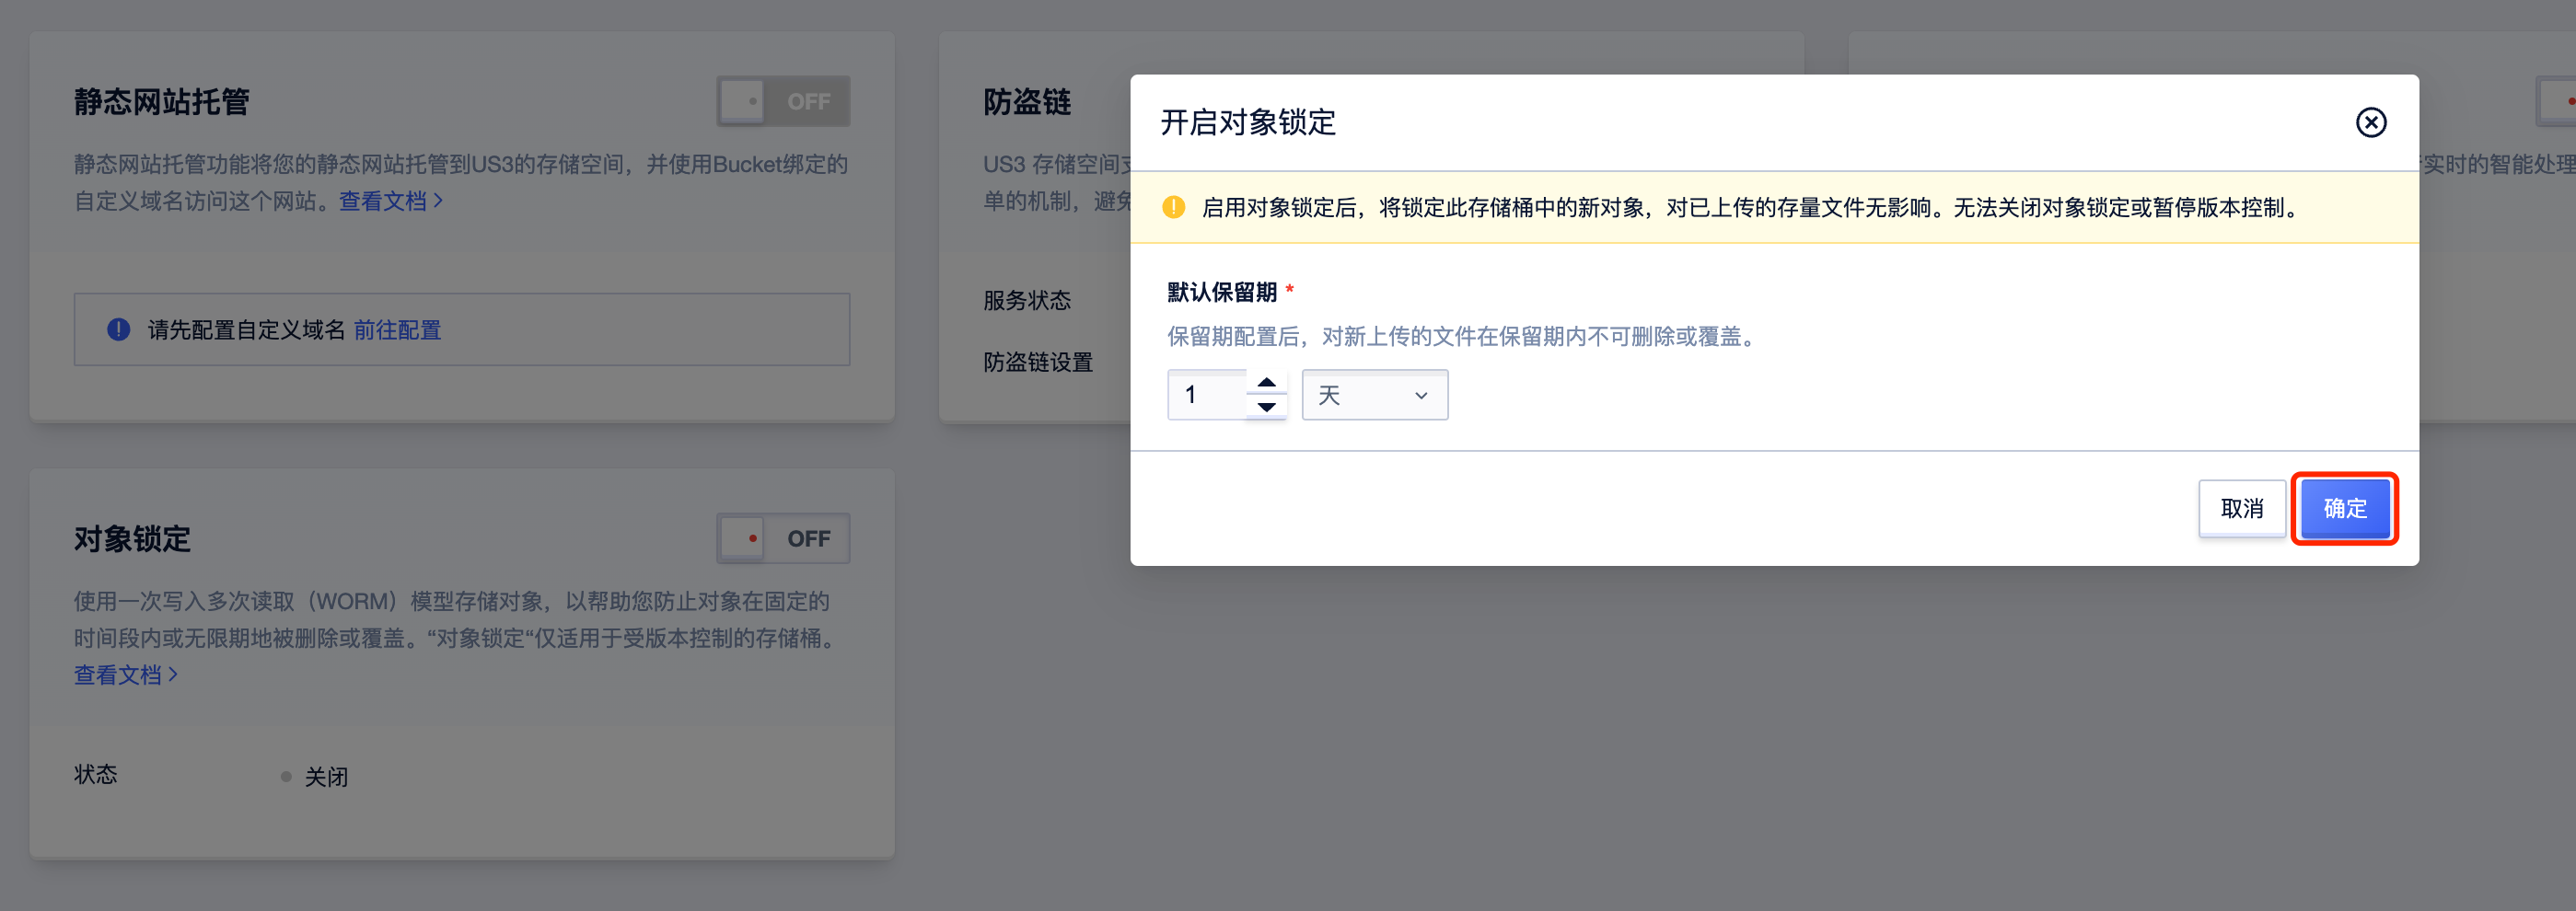 静态网站托管
OFF
静态网站托管功能将您的静态网站托管到US3的存储空间，并使用Bucket绑定的
自定义域名访问这个网站。查看文档
请先配置自定义域名 前往配置
防盗链
US3 存储空间
单的机制，避免
服务状态
防盗链设置
实时的智能处理
开启对象锁定
启用对象锁定后，将锁定此存储桶中的新对象，对已上传的存量文件无影响。无法关闭对象锁定或暂停版本控制。
默认保留期 *
保留期配置后，对新上传的文件在保留期内不可删除或覆盖。
1
天
取消
确定
对象锁定
OFF
使用一次写入多次读取（WORM）模型存储对象，以帮助您防止对象在固定的
时间段内或无限期地被删除或覆盖。“对象锁定“仅适用于受版本控制的存储桶。
查看文档
状态
关闭